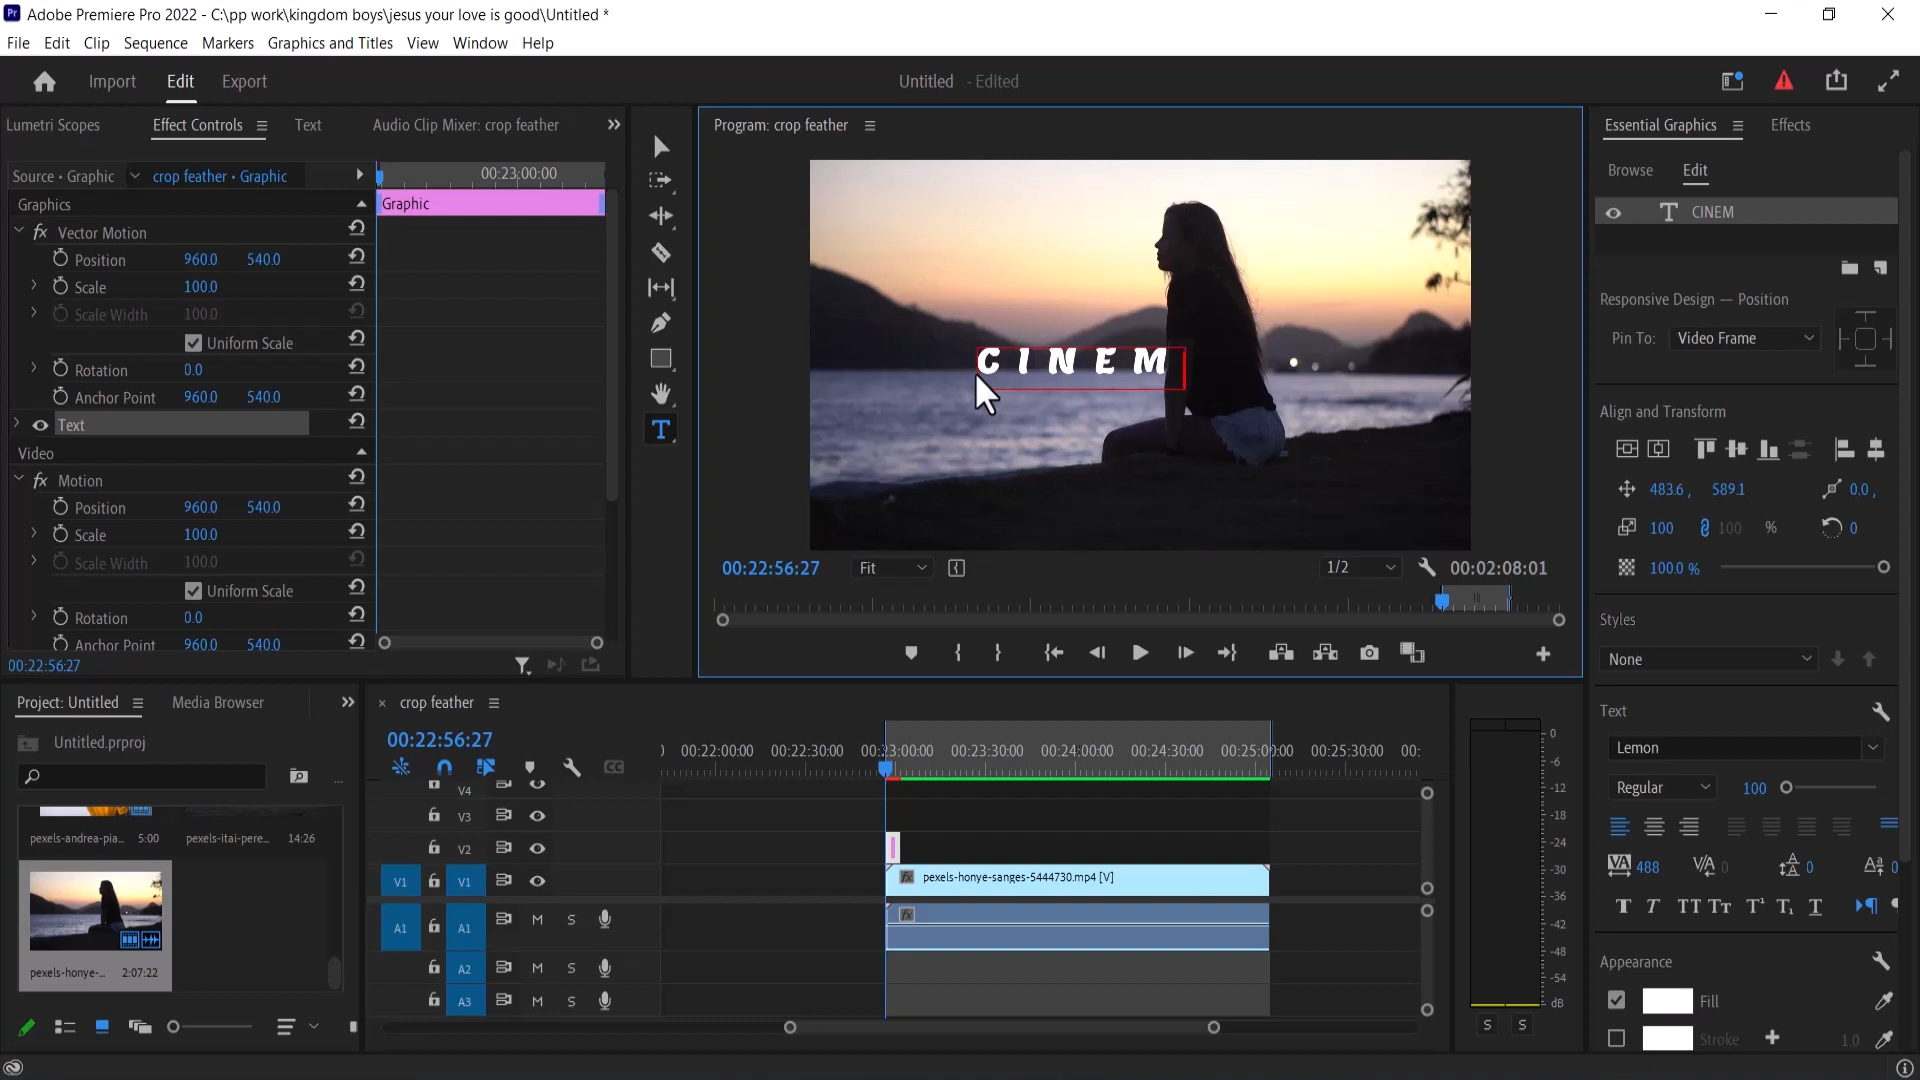 Adobe Premiere Pro 2022 - C:\pp work\kingdom boys\jesus your love is good\Untitled *
File Edit Clip Sequence Markers Graphics and Titles View Window Help
Import Edit Export
Untitled - Edited
Lumetri Scopes Effect Controls Text Audio Clip Mixer: crop feather
Source • Graphic crop feather • Graphic
00:23:00:00
Graphics
Graphic
fx Vector Motion
Position 960.0 540.0
Scale 100.0
Scale Width 100.0
Uniform Scale
Rotation 0.0
Anchor Point 960.0 540.0
Text
Video
fx Motion
Position 960.0 540.0
Scale 100.0
Scale Width 100.0
Uniform Scale
Rotation 0.0
Anchor Point 960.0 540.0
00:22:56:27
Program: crop feather
CINEM
00:22:56:27 Fit 1/2 00:02:08:01
Essential Graphics Effects
Browse Edit
CINEM
Responsive Design — Position
Pin To: Video Frame
Align and Transform
483.6 , 589.1 0.0 ,
100 100 % 0
100.0 %
Styles
None
Text
Lemon
Regular 100
488 0 0 0
Appearance
Fill
Stroke 1.0
Project: Untitled Media Browser
Untitled.prproj
pexels-andrea-pia... 5:00
pexels-itai-pere... 14:26
pexels-honye-... 2:07:22
crop feather
00:22:56:27
00:22:00:00 00:22:30:00 00:23:00:00 00:23:30:00 00:24:00:00 00:24:30:00 00:25:00:00 00:25:30:00 00:
V4
V3
V2
V1 V1 fx pexels-honye-sanges-5444730.mp4 [V]
A1 A1 M S fx
A2 M S
A3 M S
0
-6
-12
-18
-24
-30
-36
-42
-48
-54
dB
S S